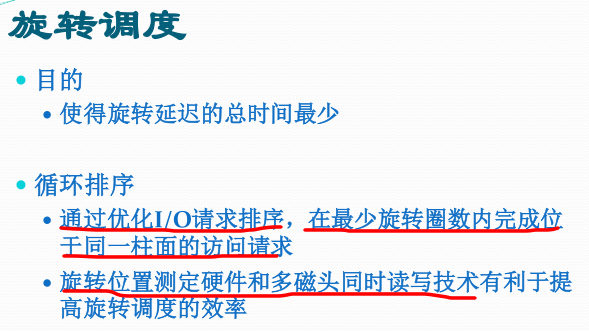 旋转调度
• 目的
• 使得旋转延迟的总时间最少
• 循环排序
• 通过优化I/O请求排序，在最少旋转圈数内完成位
于同一柱面的访问请求
• 旋转位置测定硬件和多磁头同时读写技术有利于提
高旋转调度的效率